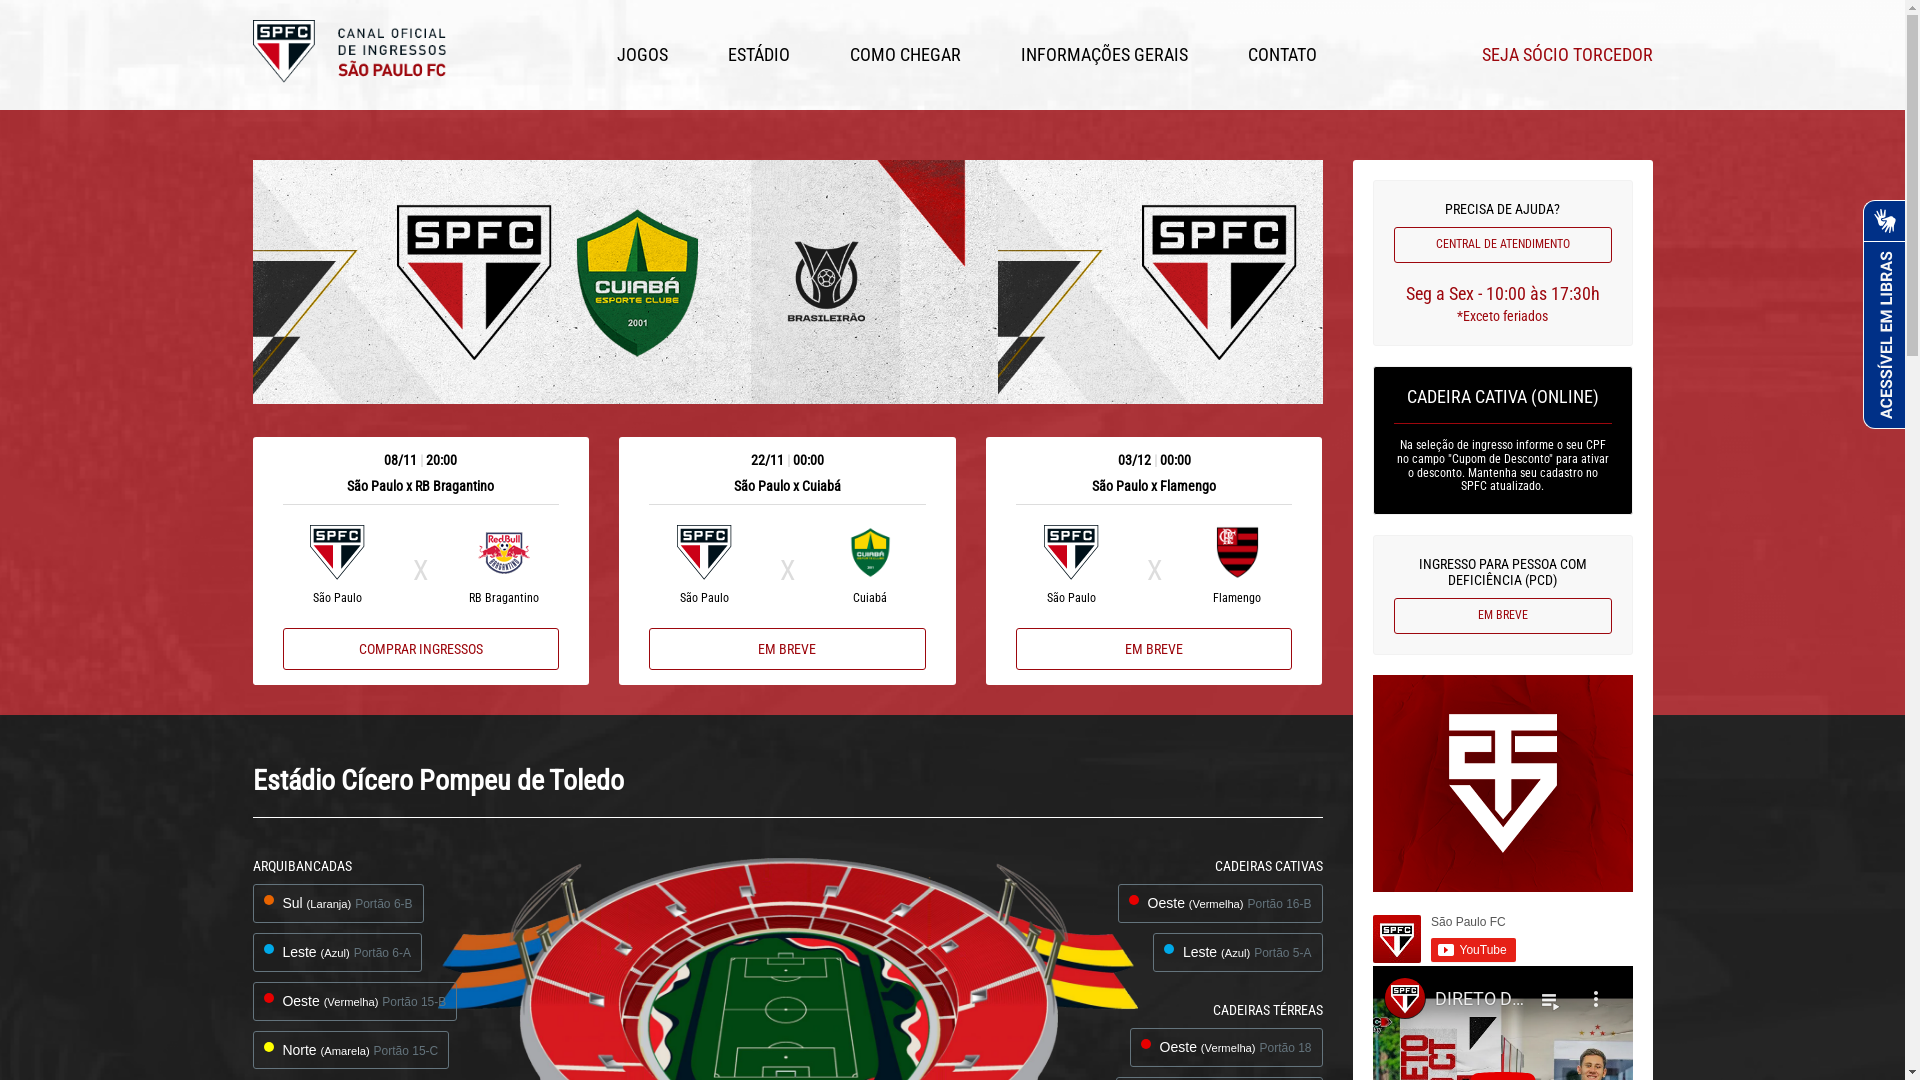 SPFC
CANAL OFICIAL
DE INGRESSOS
SÃO PAULO FC
JOGOS
ESTÁDIO
COMO CHEGAR
INFORMAÇÕES GERAIS
CONTATO
SEJA SÓCIO TORCEDOR
SPFC
CUIABÁ
ESPORTE CLUBE
2001
BRASILEIRÃO
SPFC
08/11 | 20:00
São Paulo x RB Bragantino
SPFC
X
RedBull
BRAGANTINO
São Paulo
RB Bragantino
COMPRAR INGRESSOS
22/11 | 00:00
São Paulo x Cuiabá
SPFC
X
CUIABÁ
São Paulo
Cuiabá
EM BREVE
03/12 | 00:00
São Paulo x Flamengo
SPFC
X
São Paulo
Flamengo
EM BREVE
PRECISA DE AJUDA?
CENTRAL DE ATENDIMENTO
Seg a Sex - 10:00 às 17:30h
*Exceto feriados
CADEIRA CATIVA (ONLINE)
Na seleção de ingresso informe o seu CPF
no campo "Cupom de Desconto" para ativar
o desconto. Mantenha seu cadastro no
SPFC atualizado.
INGRESSO PARA PESSOA COM
DEFICIÊNCIA (PCD)
EM BREVE
São Paulo FC
SPFC
YouTube
SPFC
DIRETO D...
ACESSÍVEL EM LIBRAS
Estádio Cícero Pompeu de Toledo
ARQUIBANCADAS
Sul (Laranja) Portão 6-B
Leste (Azul) Portão 6-A
Oeste (Vermelha) Portão 15-B
Norte (Amarela) Portão 15-C
CADEIRAS CATIVAS
Oeste (Vermelha) Portão 16-B
Leste (Azul) Portão 5-A
CADEIRAS TÉRREAS
Oeste (Vermelha) Portão 18